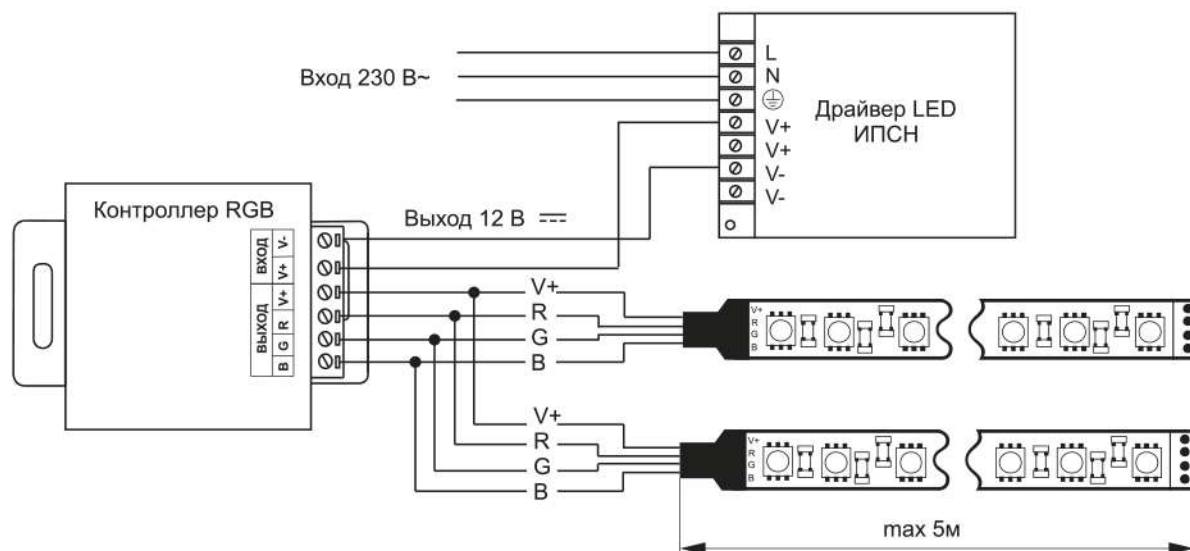 L
Вход 230 В~
N
Драйвер LED
ИПСН
V+
V+
V-
V-
Контроллер RGB
Выход 12 В
ВХОД
V-
V+
ВЫХОД
V+
R
G
B
V+
R
G
B
V+
R
G
B
V+
R
G
B
V+
R
G
B
max 5м